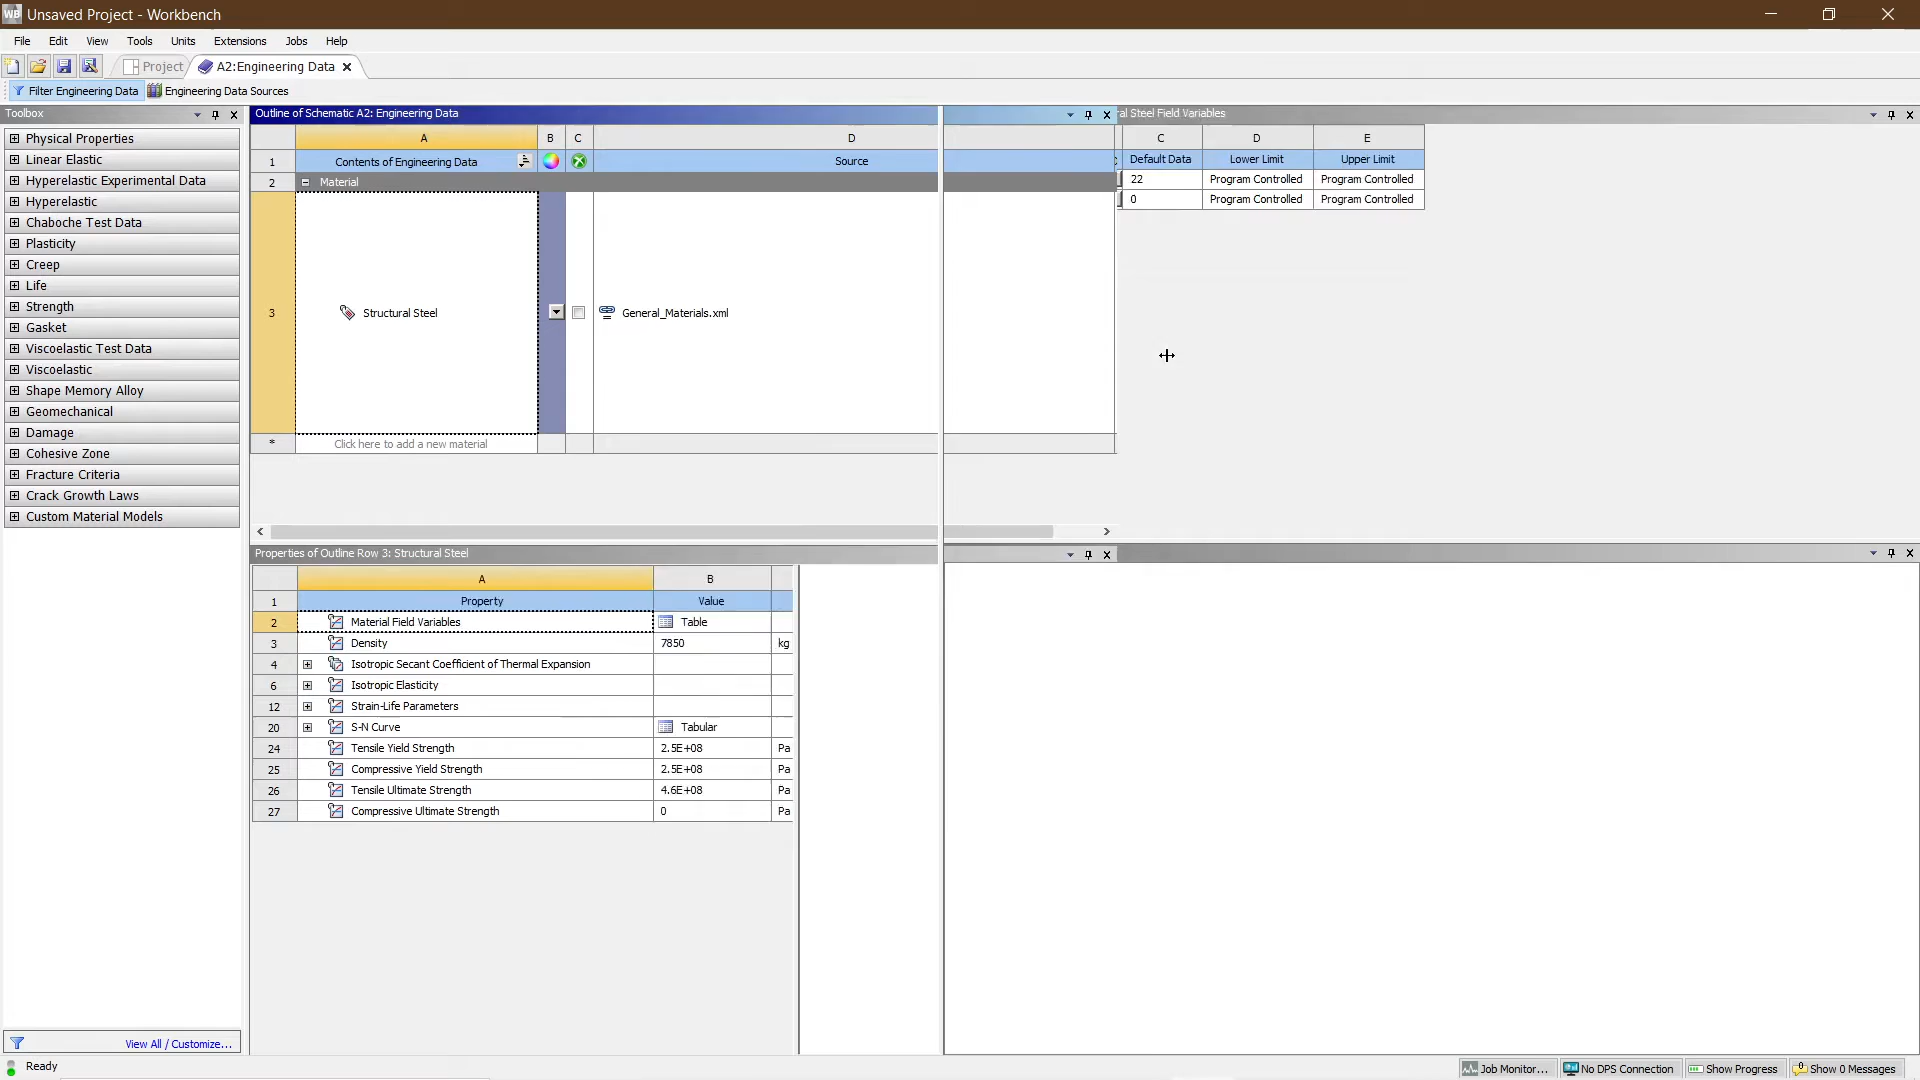 WB Unsaved Project - Workbench
File Edit View Tools Units Extensions Jobs Help
Project A2:Engineering Data
Filter Engineering Data Engineering Data Sources
Toolbox
Physical Properties
Linear Elastic
Hyperelastic Experimental Data
Hyperelastic
Chaboche Test Data
Plasticity
Creep
Life
Strength
Gasket
Viscoelastic Test Data
Viscoelastic
Shape Memory Alloy
Geomechanical
Damage
Cohesive Zone
Fracture Criteria
Crack Growth Laws
Custom Material Models
View All / Customize...
Outline of Schematic A2: Engineering Data
A B C D
1 Contents of Engineering Data Source
2 Material
3 Structural Steel General_Materials.xml
* Click here to add a new material
al Steel Field Variables
C D E
Default Data Lower Limit Upper Limit
22 Program Controlled Program Controlled
0 Program Controlled Program Controlled
Properties of Outline Row 3: Structural Steel
A B
1 Property Value
2 Material Field Variables Table
3 Density 7850 kg
4 Isotropic Secant Coefficient of Thermal Expansion
6 Isotropic Elasticity
12 Strain-Life Parameters
20 S-N Curve Tabular
24 Tensile Yield Strength 2.5E+08 Pa
25 Compressive Yield Strength 2.5E+08 Pa
26 Tensile Ultimate Strength 4.6E+08 Pa
27 Compressive Ultimate Strength 0 Pa
Ready
Job Monitor... No DPS Connection Show Progress Show 0 Messages